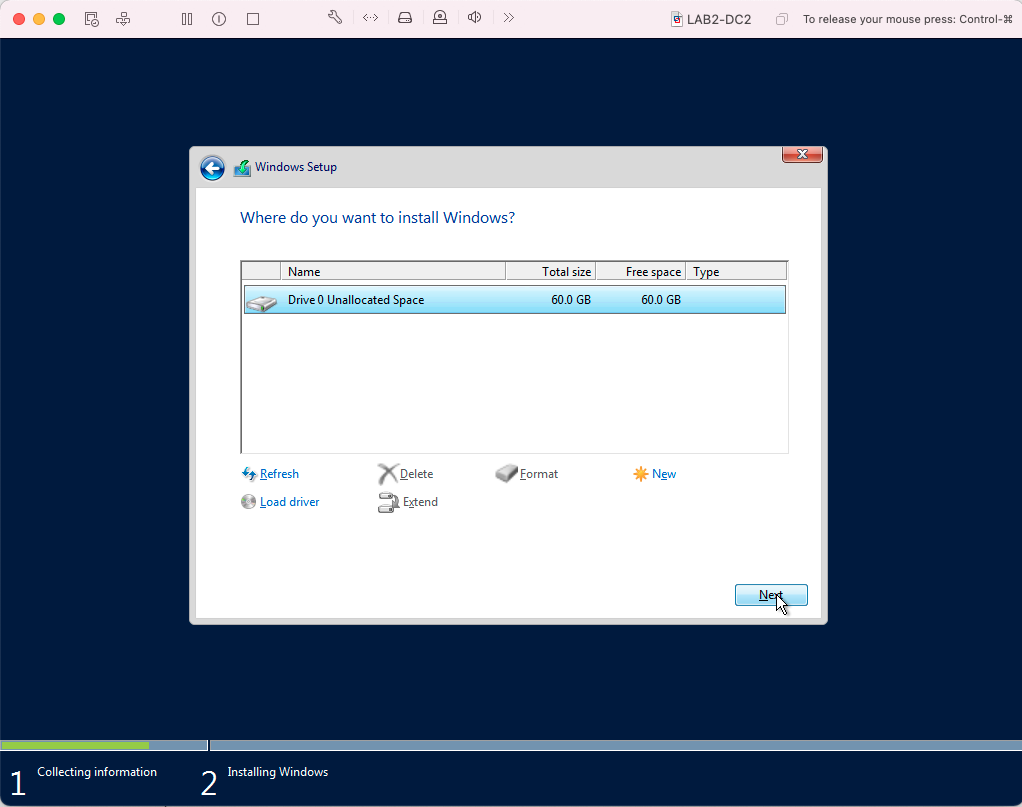 LAB2-DC2
To release your mouse press: Control-⌘
Windows Setup
Where do you want to install Windows?
Name Total size Free space Type
Drive 0 Unallocated Space 60.0 GB 60.0 GB
Refresh Delete Format New
Load driver Extend
Next
1 Collecting information 2 Installing Windows